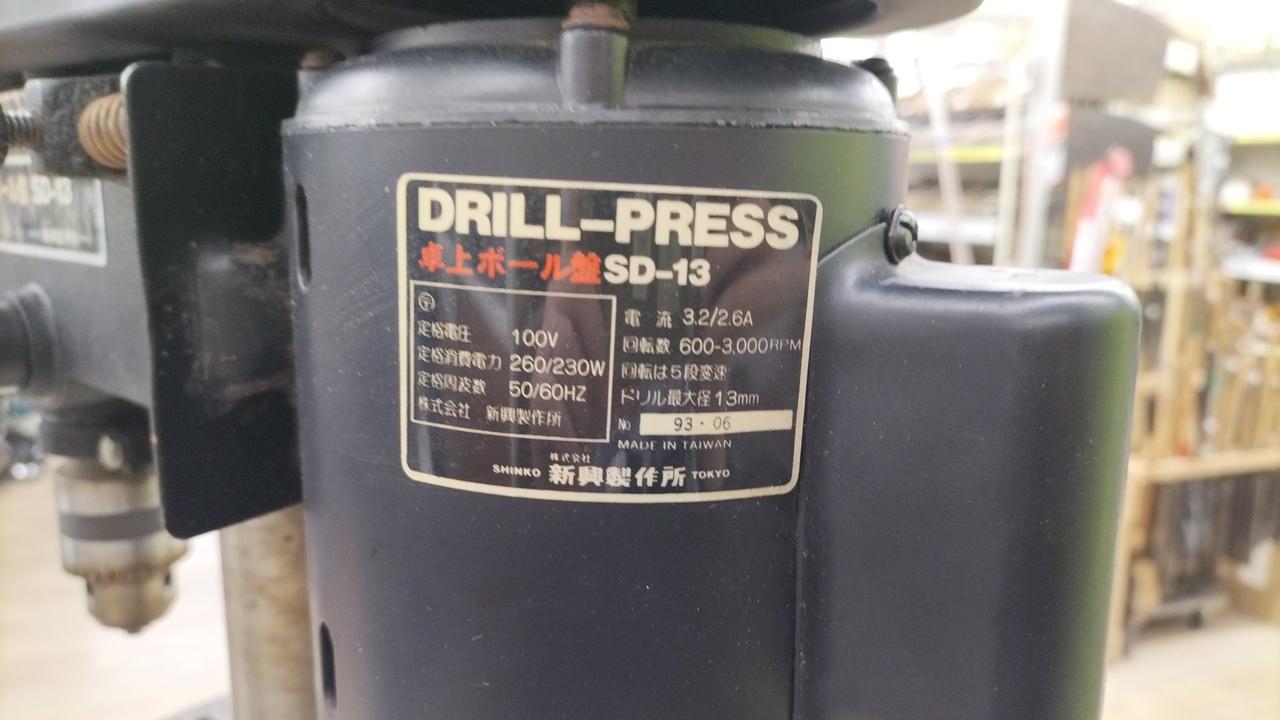 DRILL-PRESS
卓上ボール盤SD-13
〒
定格電圧 100V
定格消費電力 260/230W
定格周波数 50/60HZ
株式会社 新興製作所
電 流 3.2/2.6A
回転数 600-3,000RPM
回転は5段変速
ドリル最大径13mm
No 93・06
MADE IN TAIWAN
株式会社
SHINKO 新興製作所 TOKYO
SD-13